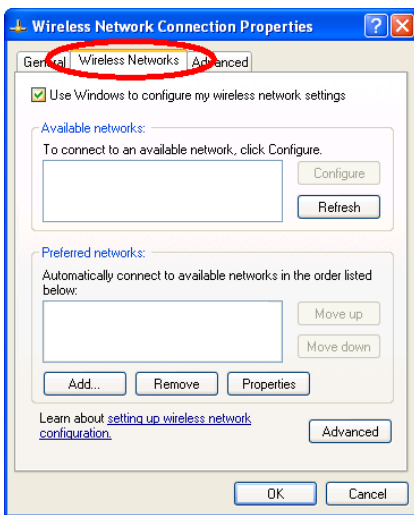 Wireless Network Connection Properties
General Wireless Networks Advanced
Use Windows to configure my wireless network settings
Available networks:
To connect to an available network, click Configure.
Configure
Refresh
Preferred networks:
Automatically connect to available networks in the order listed
below:
Move up
Move down
Add... Remove Properties
Learn about setting up wireless network
configuration.
Advanced
OK Cancel